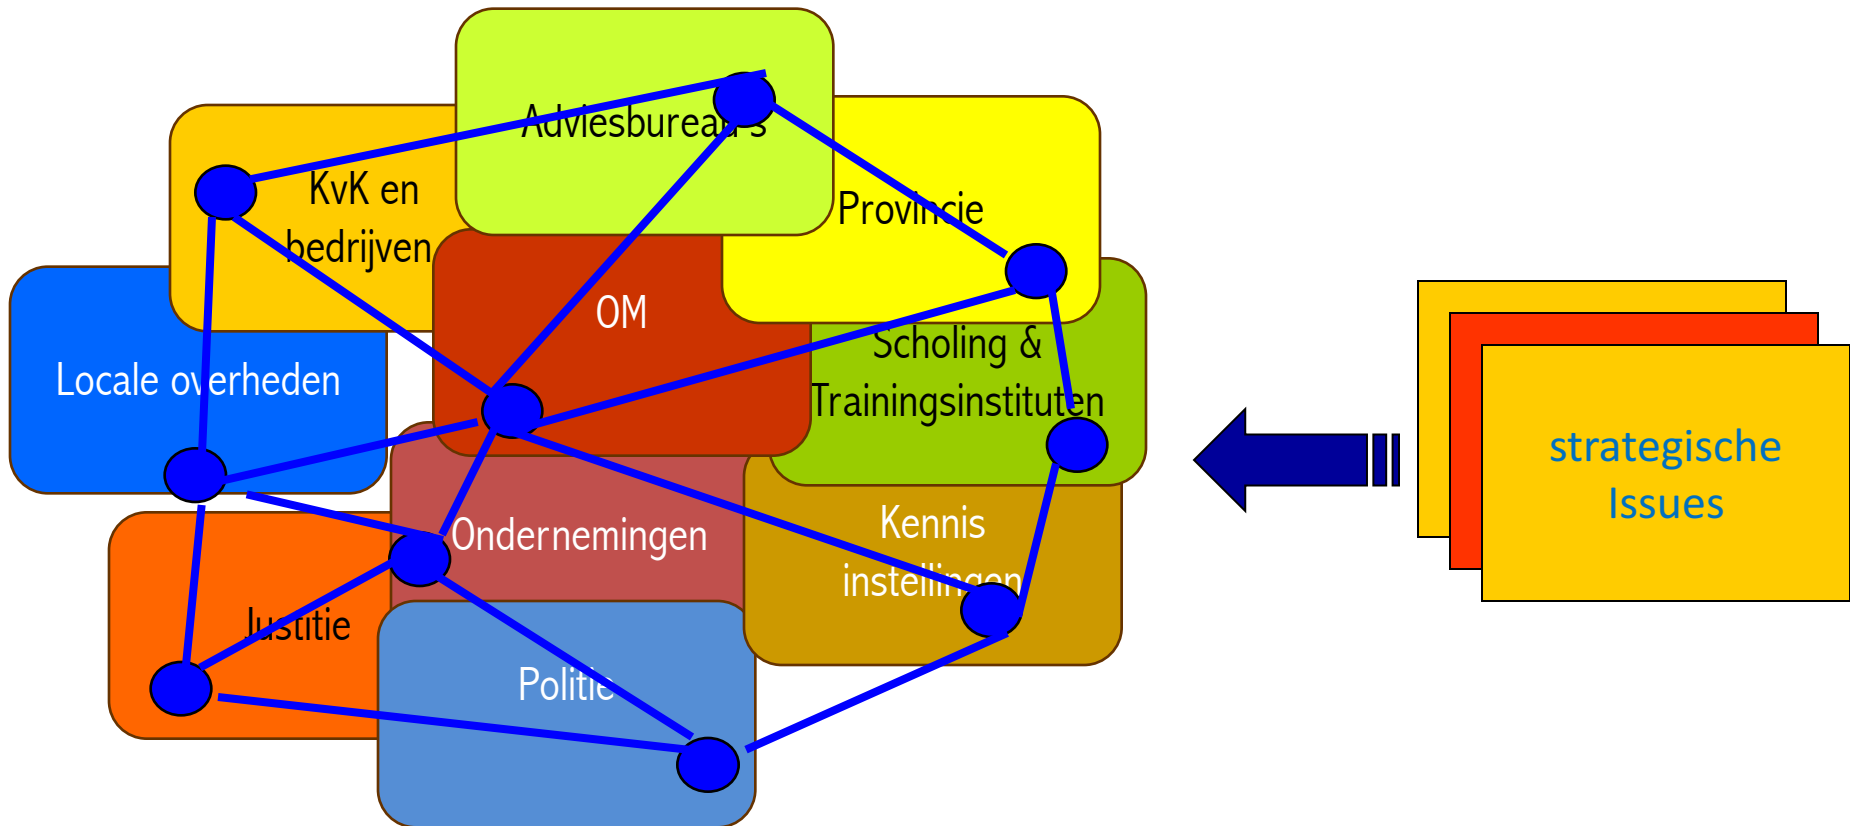 Adviesbureau's
KvK en
bedrijven
Provincie
OM
Locale overheden
Scholing &
Trainingsinstituten
Ondernemingen
Kennis
instellingen
Justitie
Politie
strategische
Issues